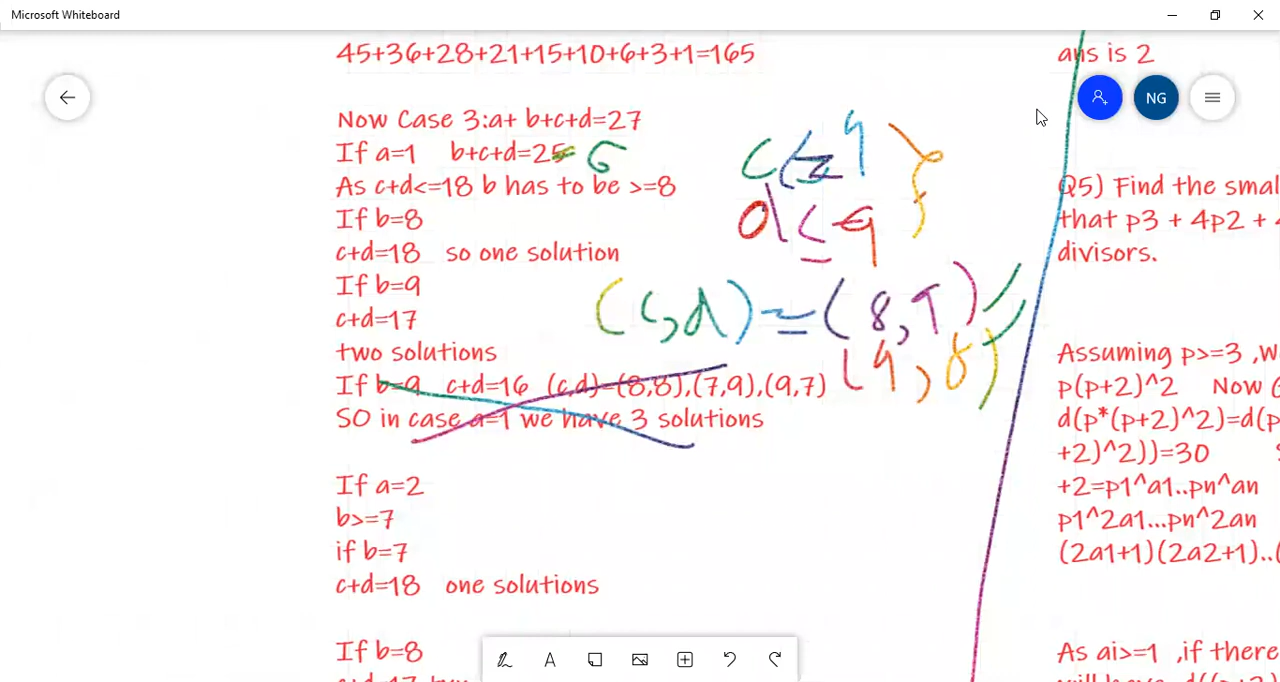 Microsoft Whiteboard
45+36+28+21+15+10+6+3+1=165
Now Case 3:a+ b+c+d=27
If a=1 b+c+d=25 6
As c+d<=18 b has to be >=8
If b=8
c+d=18 so one solution
If b=9
c+d=17
two solutions
If b=9 c+d=16 (c,d)=(8,8),(7,9),(9,7)
SO in case a=1 we have 3 solutions
If a=2
b>=7
if b=7
c+d=18 one solutions
If b=8
c+d=17 two
d ≤ 9
(c,d) = (8,9)
(9,8)
ans is 2
NG
Q5) Find the smal
that p3 + 4p2 + 4
divisors.
Assuming p>=3 ,w
p(p+2)^2 Now
d(p*(p+2)^2)=d(p
+2)^2))=30
+2=p1^a1..pn^an
p1^2a1...pn^2an
(2a1+1)(2a2+1)..(
As ai>=1 ,if there